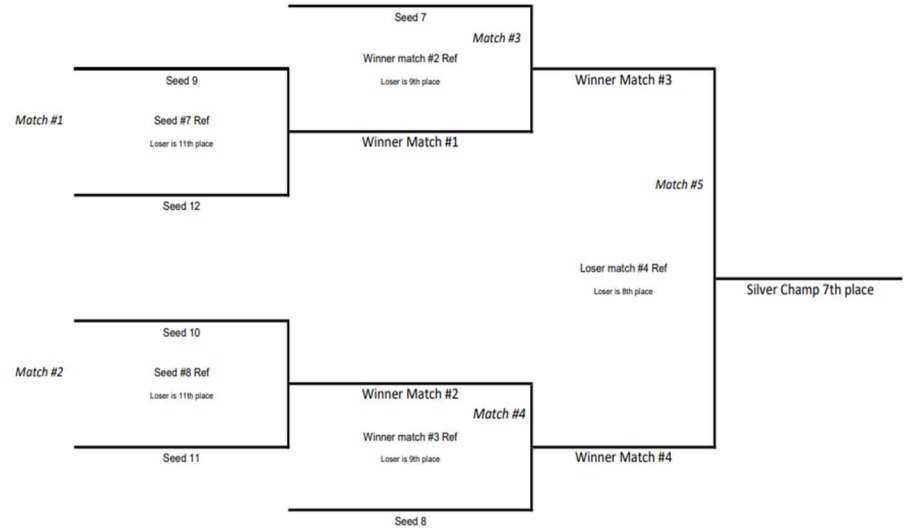 Seed 7
Match #3
Winner match #2 Ref
Loser is 9th place
Seed 9
Winner Match #3
Match #1
Seed #7 Ref
Loser is 11th place
Winner Match #1
Match #5
Seed 12
Loser match #4 Ref
Loser is 8th place
Silver Champ 7th place
Seed 10
Match #2
Seed #8 Ref
Loser is 11th place
Winner Match #2
Match #4
Winner match #3 Ref
Loser is 9th place
Seed 11
Winner Match #4
Seed 8